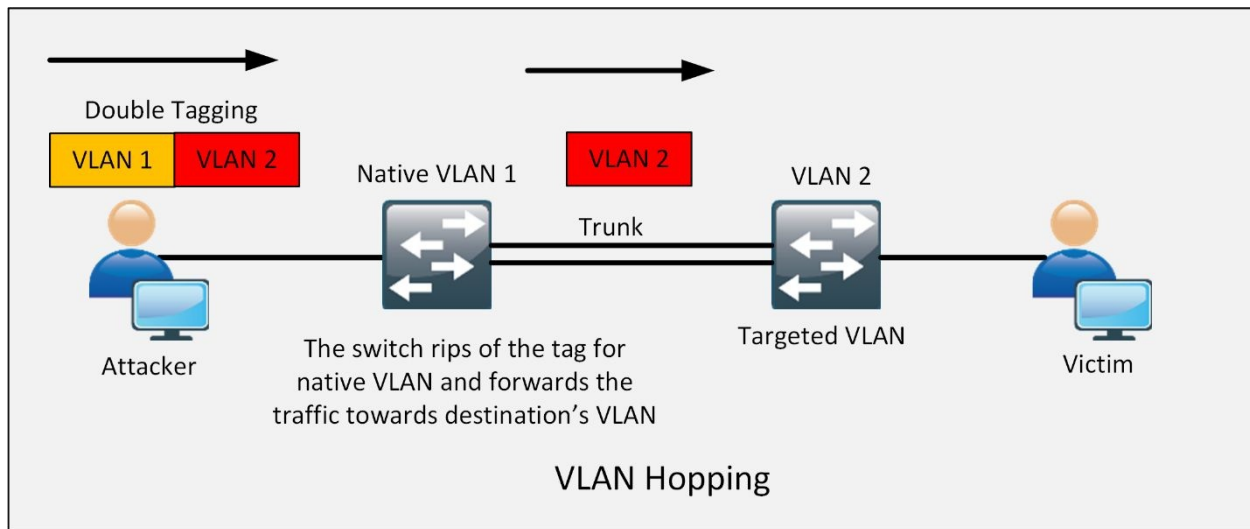 Double Tagging
VLAN 1
VLAN 2
Native VLAN 1
VLAN 2
VLAN 2
Trunk
Attacker
The switch rips of the tag for
native VLAN and forwards the
traffic towards destination’s VLAN
Targeted VLAN
Victim
VLAN Hopping